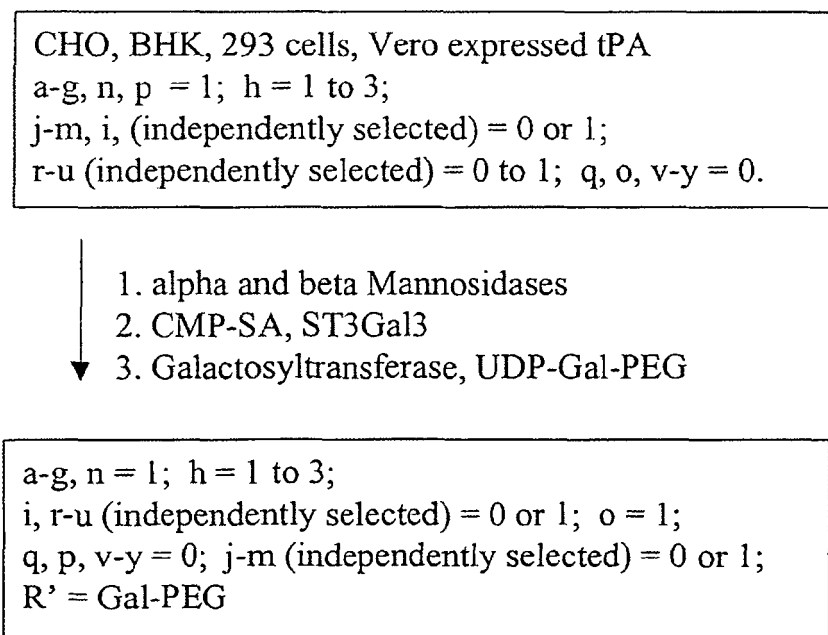 CHO, BHK, 293 cells, Vero expressed tPA
a-g, n, p = 1; h = 1 to 3;
j-m, i, (independently selected) = 0 or 1;
r-u (independently selected) = 0 to 1; q, o, v-y = 0.
1. alpha and beta Mannosidases
2. CMP-SA, ST3Gal3
3. Galactosyltransferase, UDP-Gal-PEG
a-g, n = 1; h = 1 to 3;
i, r-u (independently selected) = 0 or 1; o = 1;
q, p, v-y = 0; j-m (independently selected) = 0 or 1;
R' = Gal-PEG